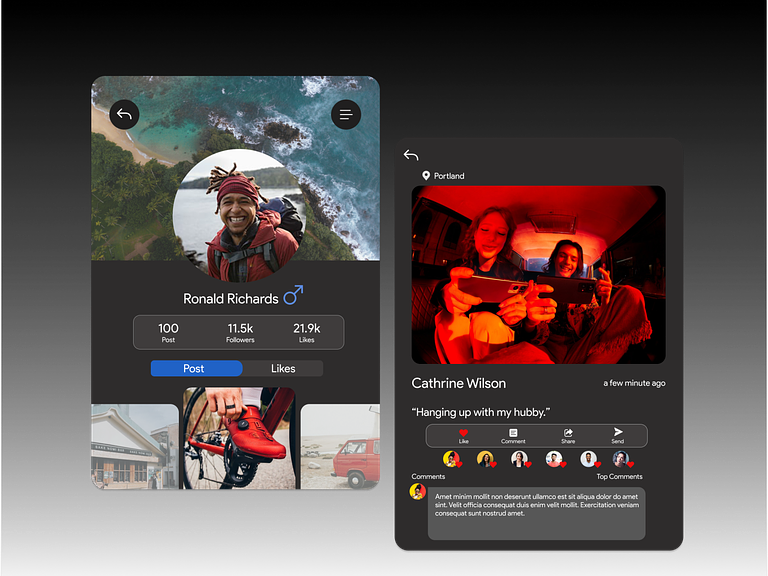 Ronald Richards
100 11.5k 21.9k
Post Followers Likes
Post Likes
Portland
Cathrine Wilson a few minute ago
“Hanging up with my hubby.”
Like Comment Share Send
Comments Top Comments
Amet minim mollit non deserunt ullamco est sit aliqua dolor do amet
sint. Velit officia consequat duis enim velit mollit. Exercitation veniam
consequat sunt nostrud amet.